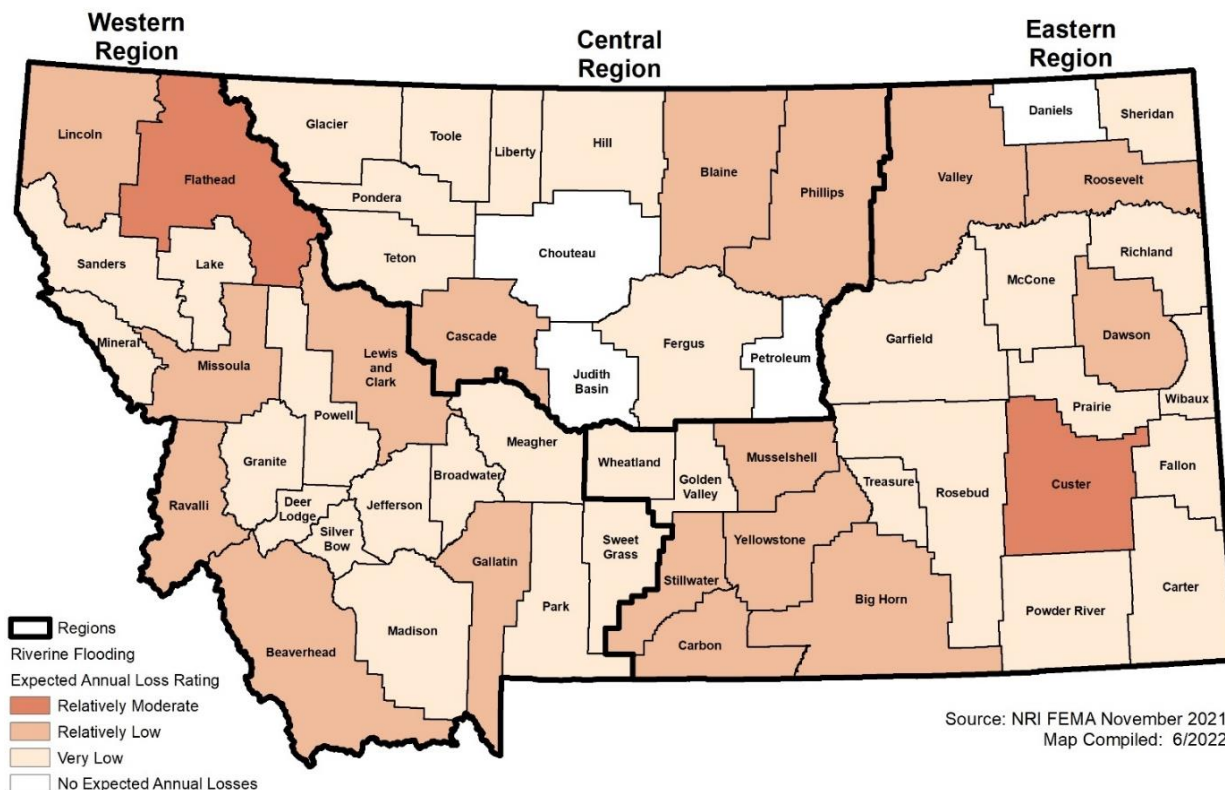 Western
Region
Central
Region
Eastern
Region
Lincoln
Flathead
Glacier
Toole
Liberty
Hill
Blaine
Phillips
Valley
Daniels
Sheridan
Roosevelt
Pondera
Teton
Chouteau
Sanders
Lake
McCone
Richland
Mineral
Missoula
Lewis
and
Clark
Cascade
Judith
Basin
Fergus
Petroleum
Garfield
Dawson
Prairie
Wibaux
Powell
Granite
Meagher
Wheatland
Golden
Valley
Musselshell
Treasure
Rosebud
Custer
Fallon
Ravalli
Deer
Lodge
Silver
Bow
Jefferson
Broadwater
Gallatin
Sweet
Grass
Yellowstone
Stillwater
Big Horn
Powder River
Carter
Beaverhead
Madison
Park
Carbon
Regions
Riverine Flooding
Expected Annual Loss Rating
Relatively Moderate
Relatively Low
Very Low
No Expected Annual Losses
Source: NRI FEMA November 2021
Map Compiled: 6/2022